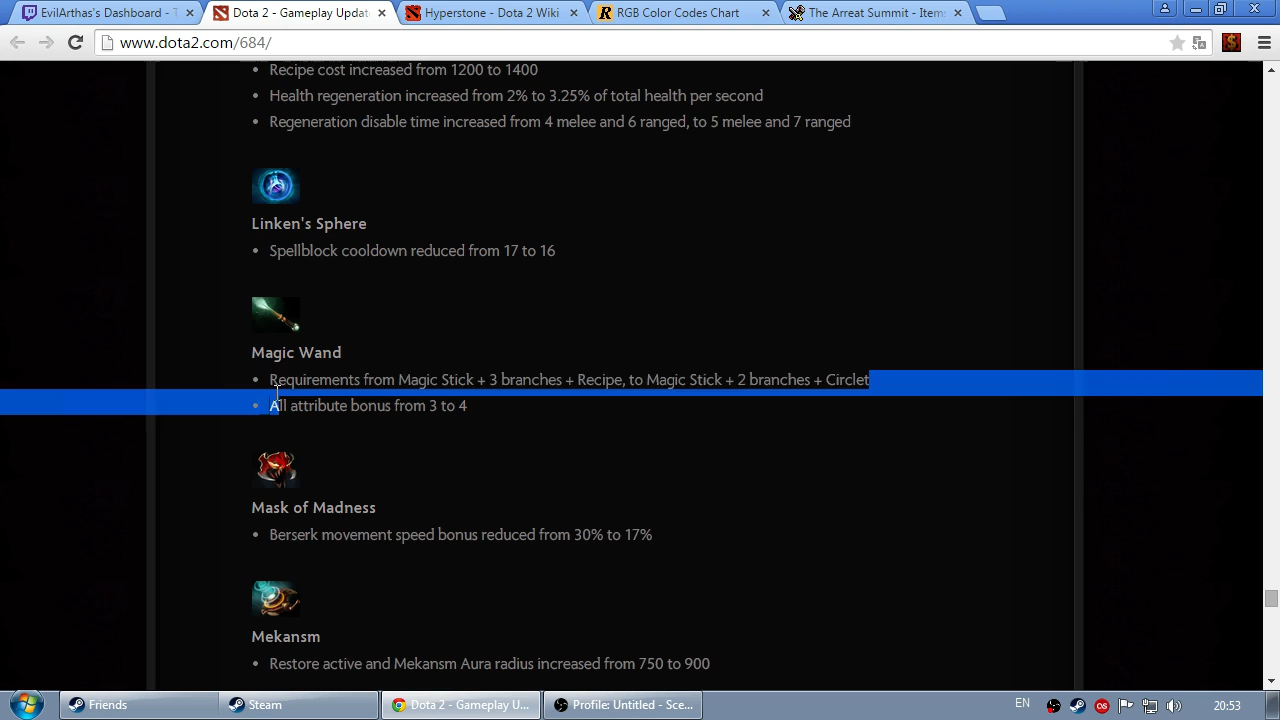 EvilArthas's Dashboard - T
Dota 2 - Gameplay Updat
Hyperstone - Dota 2 Wiki
RGB Color Codes Chart
The Arreat Summit - Item
www.dota2.com/684/
• Recipe cost increased from 1200 to 1400
• Health regeneration increased from 2% to 3.25% of total health per second
• Regeneration disable time increased from 4 melee and 6 ranged, to 5 melee and 7 ranged
Linken's Sphere
• Spellblock cooldown reduced from 17 to 16
Magic Wand
• Requirements from Magic Stick + 3 branches + Recipe, to Magic Stick + 2 branches + Circlet
• All attribute bonus from 3 to 4
Mask of Madness
• Berserk movement speed bonus reduced from 30% to 17%
Mekansm
• Restore active and Mekansm Aura radius increased from 750 to 900
Friends
Steam
Dota 2 - Gameplay U...
Profile: Untitled - Sce...
EN
20:53